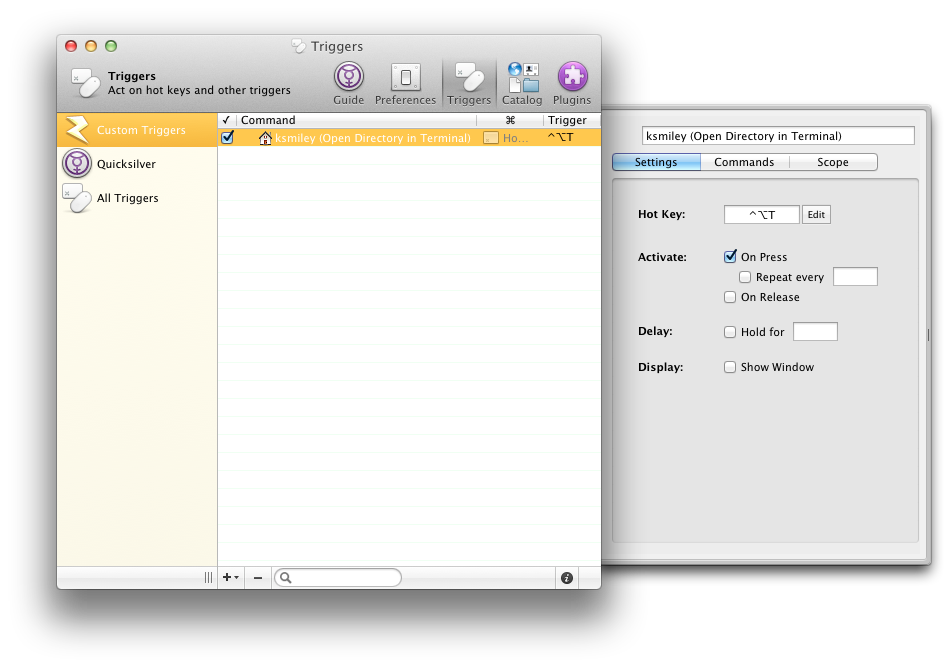 Triggers
Triggers
Act on hot keys and other triggers
Guide
Preferences
Triggers
Catalog
Plugins
✓ Command ⌘ Trigger
Custom Triggers
Quicksilver
All Triggers
ksmiley (Open Directory in Terminal) Ho... ^⌥T
ksmiley (Open Directory in Terminal)
Settings Commands Scope
Hot Key: ^⌥T Edit
Activate: On Press
Repeat every
On Release
Delay: Hold for
Display: Show Window